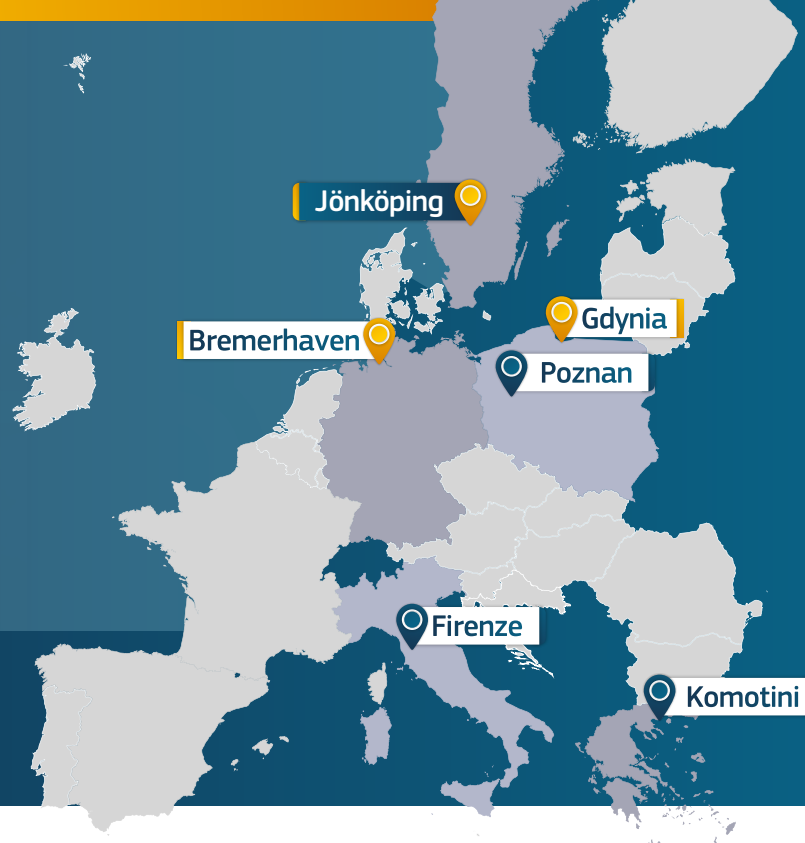 Jönköping
Gdynia
Bremerhaven
Poznan
Firenze
Komotini